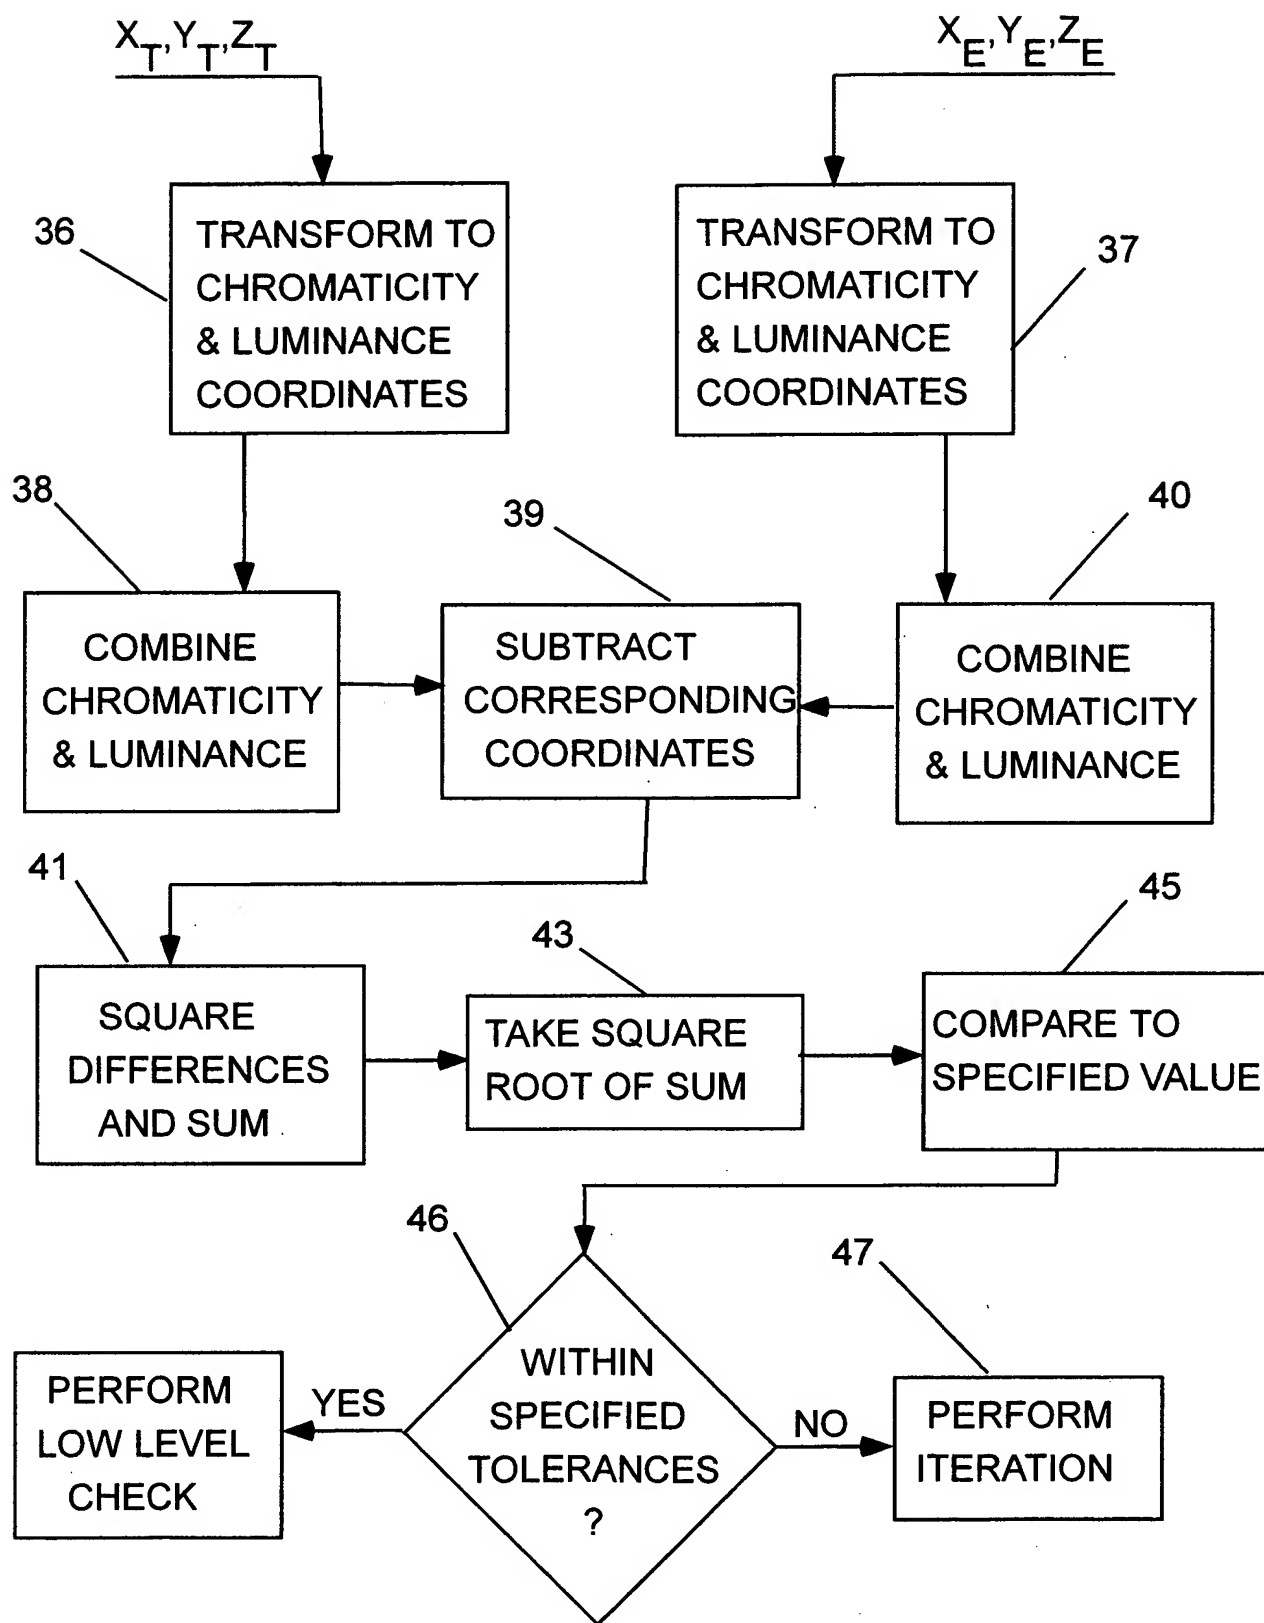 X_T,Y_T,Z_T
X_E,Y_E,Z_E
36
TRANSFORM TO
CHROMATICITY
& LUMINANCE
COORDINATES
TRANSFORM TO
CHROMATICITY
& LUMINANCE
COORDINATES
37
38
COMBINE
CHROMATICITY
& LUMINANCE
39
SUBTRACT
CORRESPONDING
COORDINATES
40
COMBINE
CHROMATICITY
& LUMINANCE
41
SQUARE
DIFFERENCES
AND SUM
43
TAKE SQUARE
ROOT OF SUM
45
COMPARE TO
SPECIFIED VALUE
46
WITHIN
SPECIFIED
TOLERANCES
?
YES
PERFORM
LOW LEVEL
CHECK
NO
47
PERFORM
ITERATION